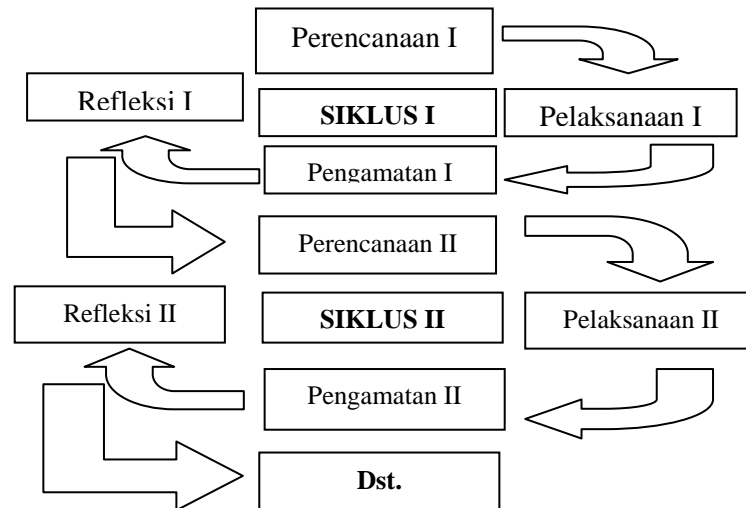 Perencanaan I
Refleksi I
SIKLUS I
Pelaksanaan I
Pengamatan I
Perencanaan II
Refleksi II
SIKLUS II
Pelaksanaan II
Pengamatan II
Dst.